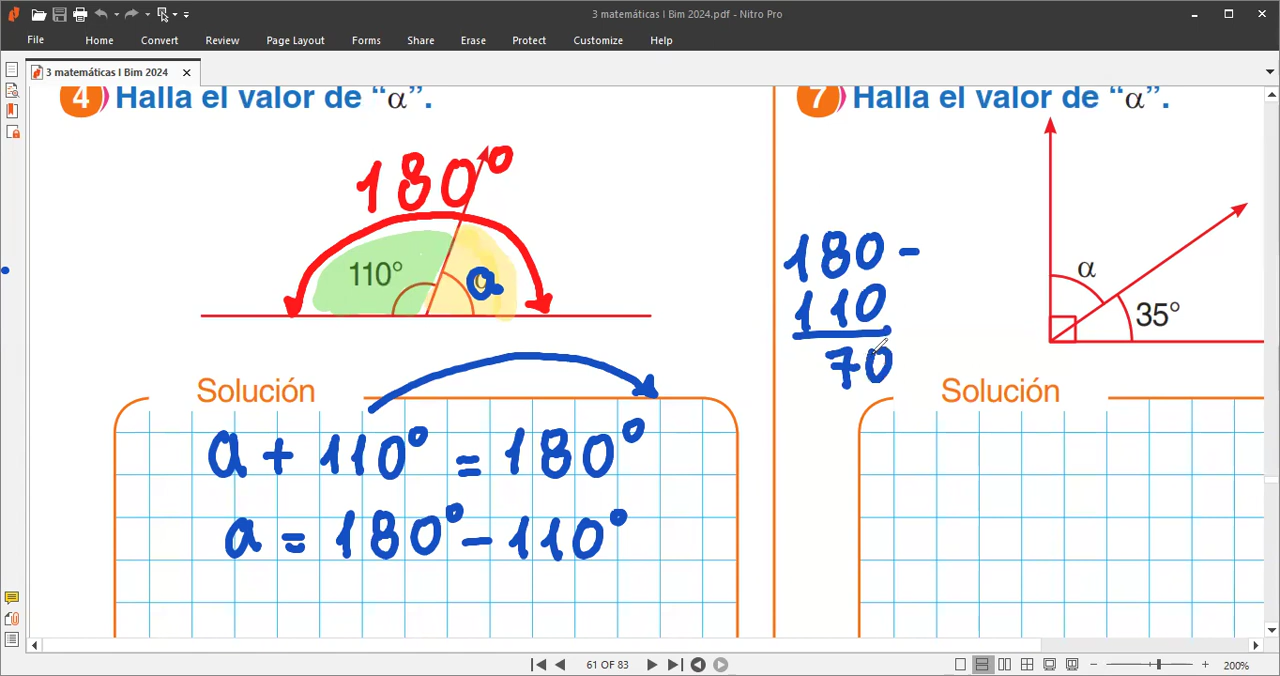 3 matemáticas I Bim 2024.pdf - Nitro Pro
File Home Convert Review Page Layout Forms Share Erase Protect Customize Help
3 matemáticas I Bim 2024
4 Halla el valor de “α”.
180°
110° a
Solución
a + 110° = 180°
a = 180° - 110°
7 Halla el valor de “α”.
180 -
110
70
α
35°
Solución
61 OF 83
200%